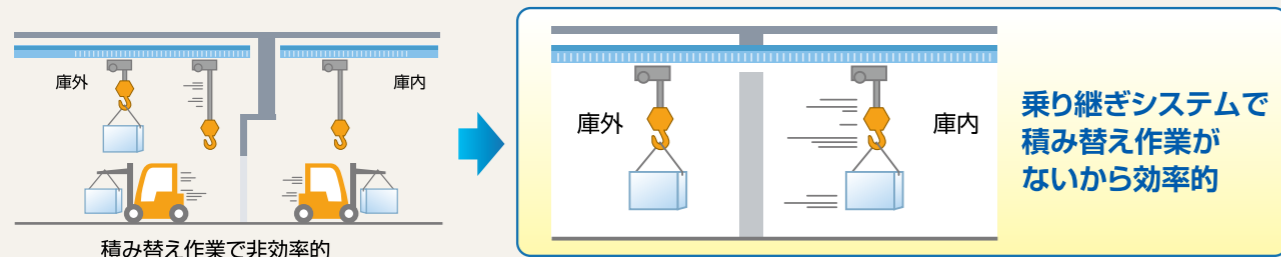 庫外
庫内
積み替え作業で非効率的
庫外
庫内
乗り継ぎシステムで
積み替え作業が
ないから効率的